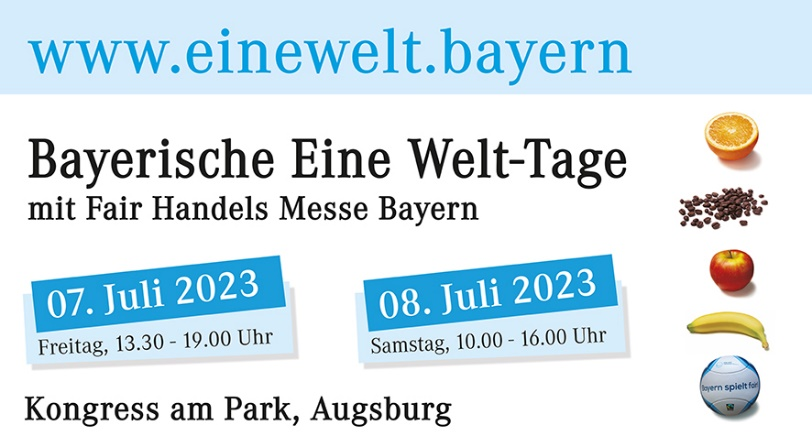 www.einewelt.bayern
Bayerische Eine Welt-Tage
mit Fair Handels Messe Bayern
07. Juli 2023
Freitag, 13.30 - 19.00 Uhr
08. Juli 2023
Samstag, 10.00 - 16.00 Uhr
Bayern spielt fair
Kongress am Park, Augsburg